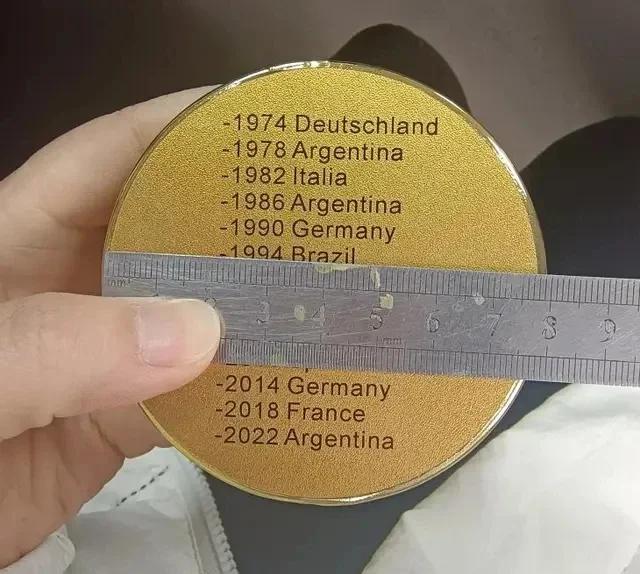 -1974 Deutschland
-1978 Argentina
-1982 Italia
-1986 Argentina
-1990 Germany
-1994 Brazil
3 4 5 6 7 8 9
-2014 Germany
-2018 France
-2022 Argentina